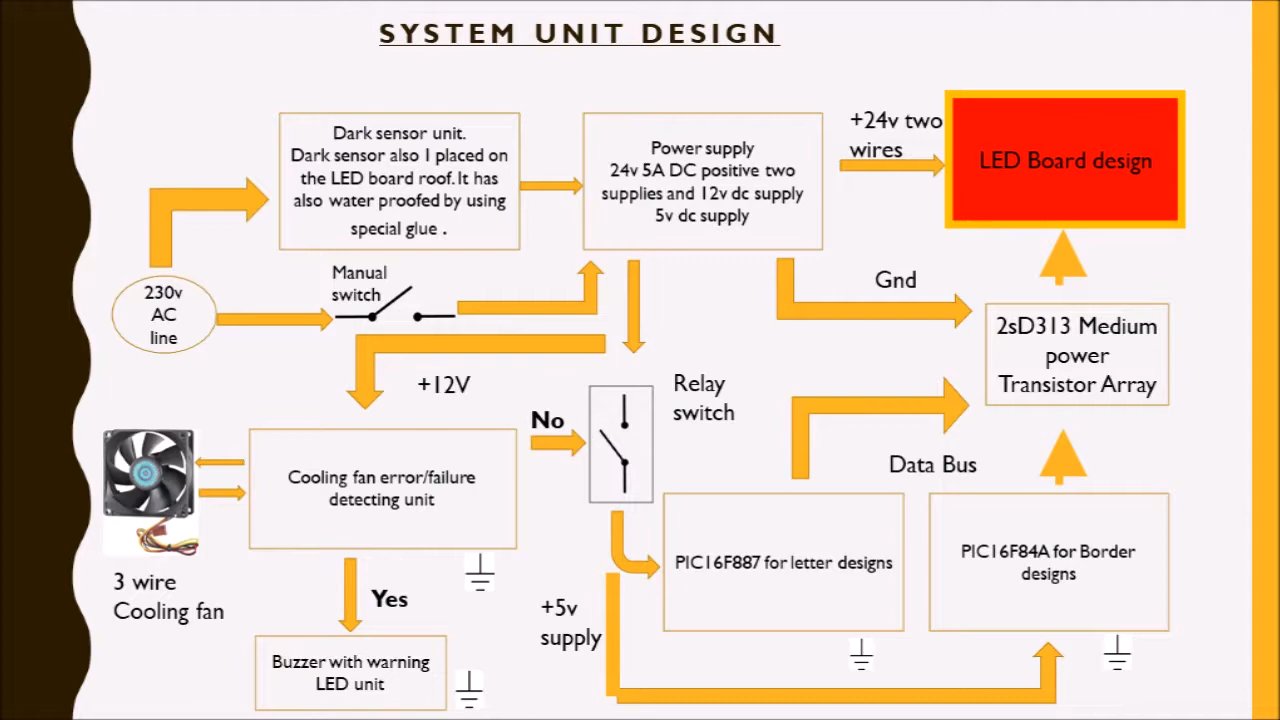 SYSTEM UNIT DESIGN
Dark sensor unit.
Dark sensor also I placed on
the LED board roof. It has
also water proofed by using
special glue .
Power supply
24v 5A DC positive two
supplies and 12v dc supply
5v dc supply
+24v two
wires
LED Board design
230v
AC
line
Manual
switch
Gnd
2sD313 Medium
power
Transistor Array
+12V
Relay
switch
No
Data Bus
Cooling fan error/failure
detecting unit
3 wire
Cooling fan
Yes
Buzzer with warning
LED unit
+5v
supply
PIC16F887 for letter designs
PIC16F84A for Border
designs